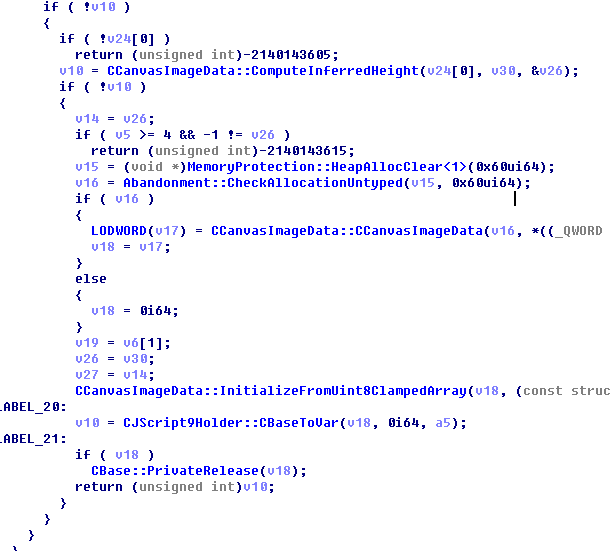 if ( !v10 )
{
if ( !v24[0] )
return (unsigned int)-2140143605;
v10 = CCanvasImageData::ComputeInferredHeight(v24[0], v30, &v26);
if ( !v10 )
{
v14 = v26;
if ( v5 >= 4 && -1 != v26 )
return (unsigned int)-2140143615;
v15 = (void *)MemoryProtection::HeapAllocClear<1>(0x60ui64);
v16 = Abandonment::CheckAllocationUntyped(v15, 0x60ui64);
if ( v16 )
{
LODWORD(v17) = CCanvasImageData::CCanvasImageData(v16, *((_QWORD
v18 = v17;
}
else
{
v18 = 0i64;
}
v19 = v6[1];
v26 = v30;
v27 = v14;
CCanvasImageData::InitializeFromUint8ClampedArray(v18, (const struc
LABEL_20:
v10 = CJScript9Holder::CBaseToVar(v18, 0i64, a5);
LABEL_21:
if ( v18 )
CBase::PrivateRelease(v18);
return (unsigned int)v10;
}
}
}
}